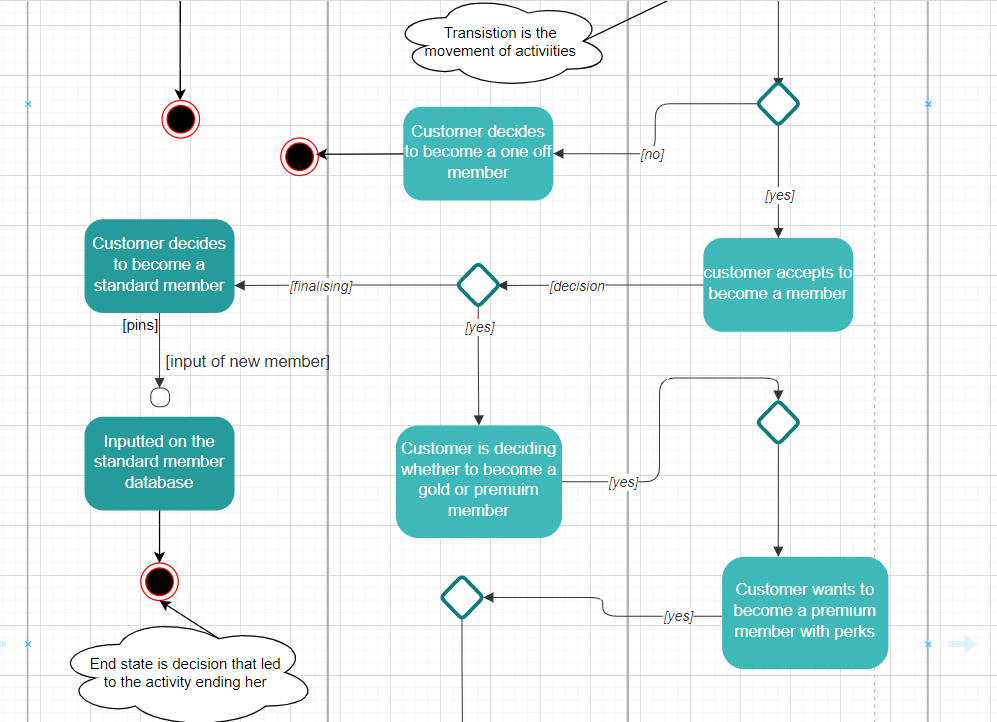 Transistion is the
movement of activiities
Customer decides
to become a one off
member
[no]
[yes]
Customer decides
to become a
standard member
[finalising]
[decision
customer accepts to
become a member
[pins]
[yes]
[input of new member]
Inputted on the
standard member
database
Customer is deciding
whether to become a
gold or premuim
member
[yes]
Customer wants to
become a premium
member with perks
[yes]
End state is decision that led
to the activity ending her